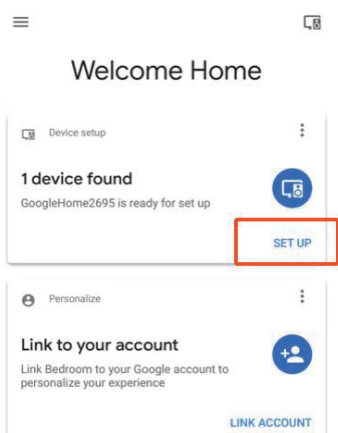 Welcome Home
Device setup
1 device found
GoogleHome2695 is ready for set up
SET UP
Personalize
Link to your account
Link Bedroom to your Google account to
personalize your experience
LINK ACCOUNT